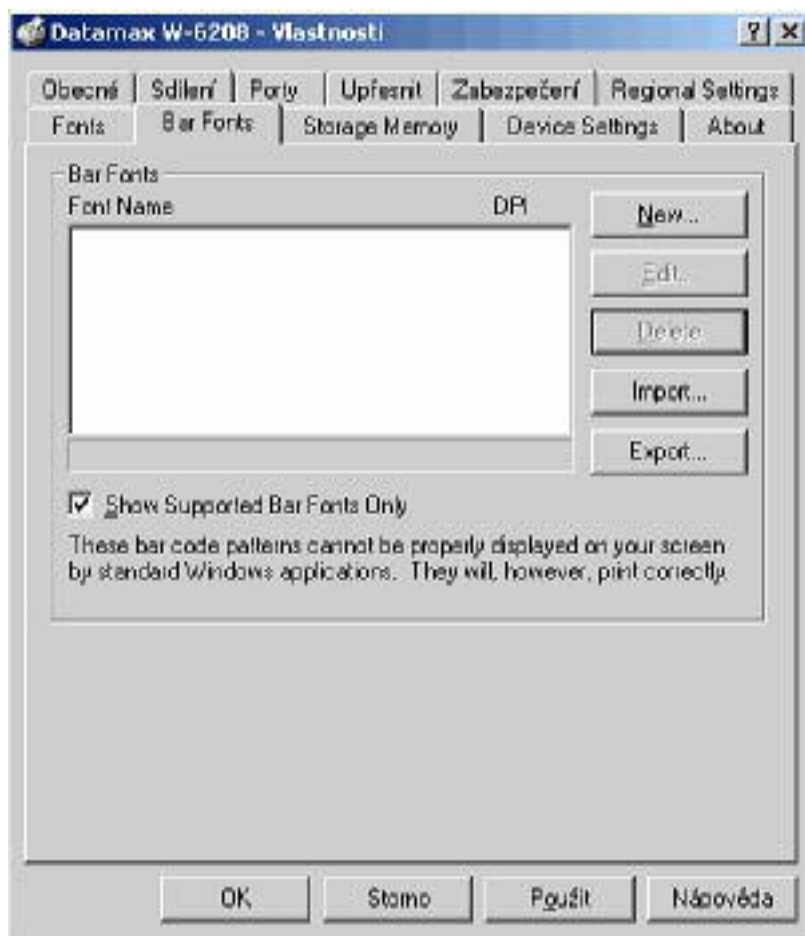 Datamax W-6208 - Vlastnosti
Obecné Sdílení Porty Upřesnit Zabezpečení Regional Settings
Fonts Bar Fonts Storage Memory Device Settings About
Bar Fonts
Font Name DPI
New...
Edit...
Delete
Import...
Export...
Show Supported Bar Fonts Only
These bar code patterns cannot be properly displayed on your screen
by standard Windows applications. They will, however, print correctly.
OK Storno Použít Nápověda